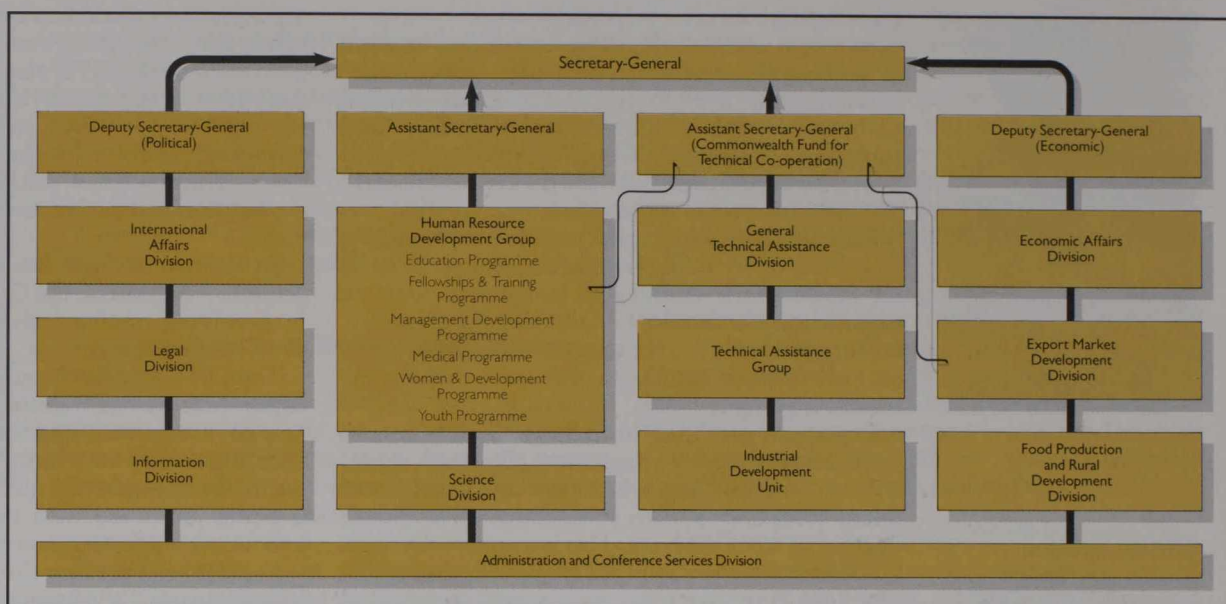 Secretary-General
Deputy Secretary-General
(Political)
International
Affairs
Division
Legal
Division
Information
Division
Assistant Secretary-General
Human Resource
Development Group
Education Programme
Fellowships & Training
Programme
Management Development
Programme
Medical Programme
Women & Development
Programme
Youth Programme
Science
Division
Assistant Secretary-General
(Commonwealth Fund for
Technical Co-operation)
General
Technical Assistance
Division
Technical Assistance
Group
Industrial
Development
Unit
Deputy Secretary-General
(Economic)
Economic Affairs
Division
Export Market
Development
Division
Food Production
and Rural
Development
Division
Administration and Conference Services Division